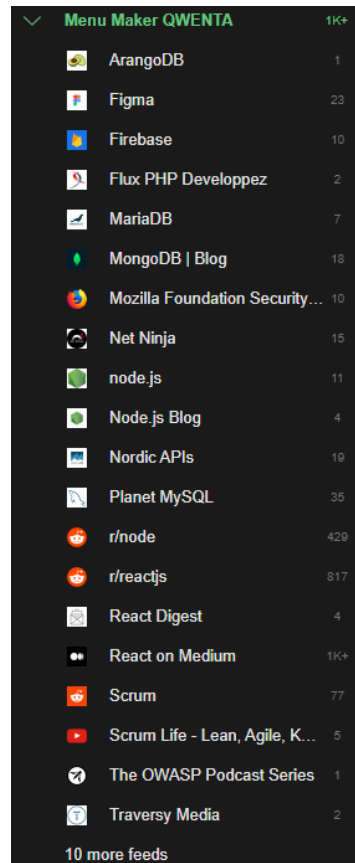 Menu Maker QWENTA 1K+
ArangoDB 1
Figma 23
Firebase 10
Flux PHP Developpez 2
MariaDB 7
MongoDB | Blog 18
Mozilla Foundation Security... 10
Net Ninja 15
node.js 11
Node.js Blog 4
Nordic APIs 19
Planet MySQL 35
r/node 429
r/reactjs 817
React Digest 4
React on Medium 1K+
Scrum 77
Scrum Life - Lean, Agile, K... 5
The OWASP Podcast Series 1
Traversy Media 2
10 more feeds